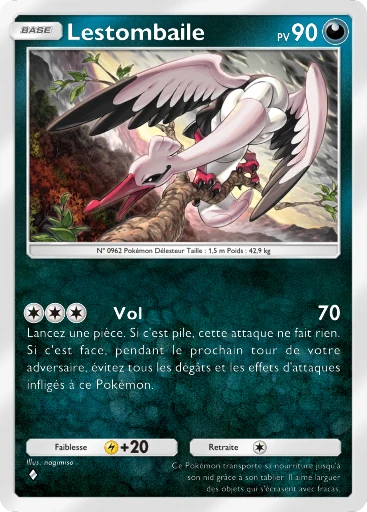 BASE
Lestombaile
PV 90
N° 0962 Pokémon Délesteur Taille : 1,5 m Poids : 42.9 kg
Vol 70
Lancez une pièce. Si c'est pile, cette attaque ne fait rien.
Si c'est face, pendant le prochain tour de votre
adversaire, évitez tous les dégâts et les effets d'attaques
infligés à ce Pokémon.
Faiblesse +20 Retraite
Illus. nagimiso
Ce Pokémon transporte sa nourriture jusqu'à
son nid grâce à son tablier. Il aime larguer
des objets qui s'écrasent avec fracas.